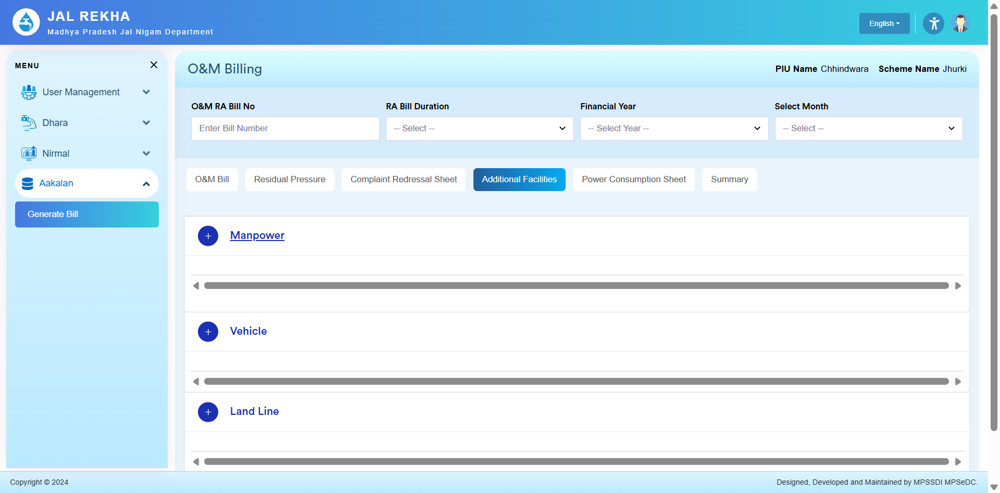 JAL REKHA
Madhya Pradesh Jal Nigam Department
English
MENU
User Management
Dhara
Nirmal
Aakalan
Generate Bill
O&M Billing
PIU Name Chhindwara Scheme Name Jhurki
O&M RA Bill No
Enter Bill Number
RA Bill Duration
-- Select --
Financial Year
-- Select Year --
Select Month
-- Select --
O&M Bill
Residual Pressure
Complaint Redressal Sheet
Additional Facilities
Power Consumption Sheet
Summary
Manpower
Vehicle
Land Line
Copyright © 2024
Designed, Developed and Maintained by MPSSDI MPSeDC.